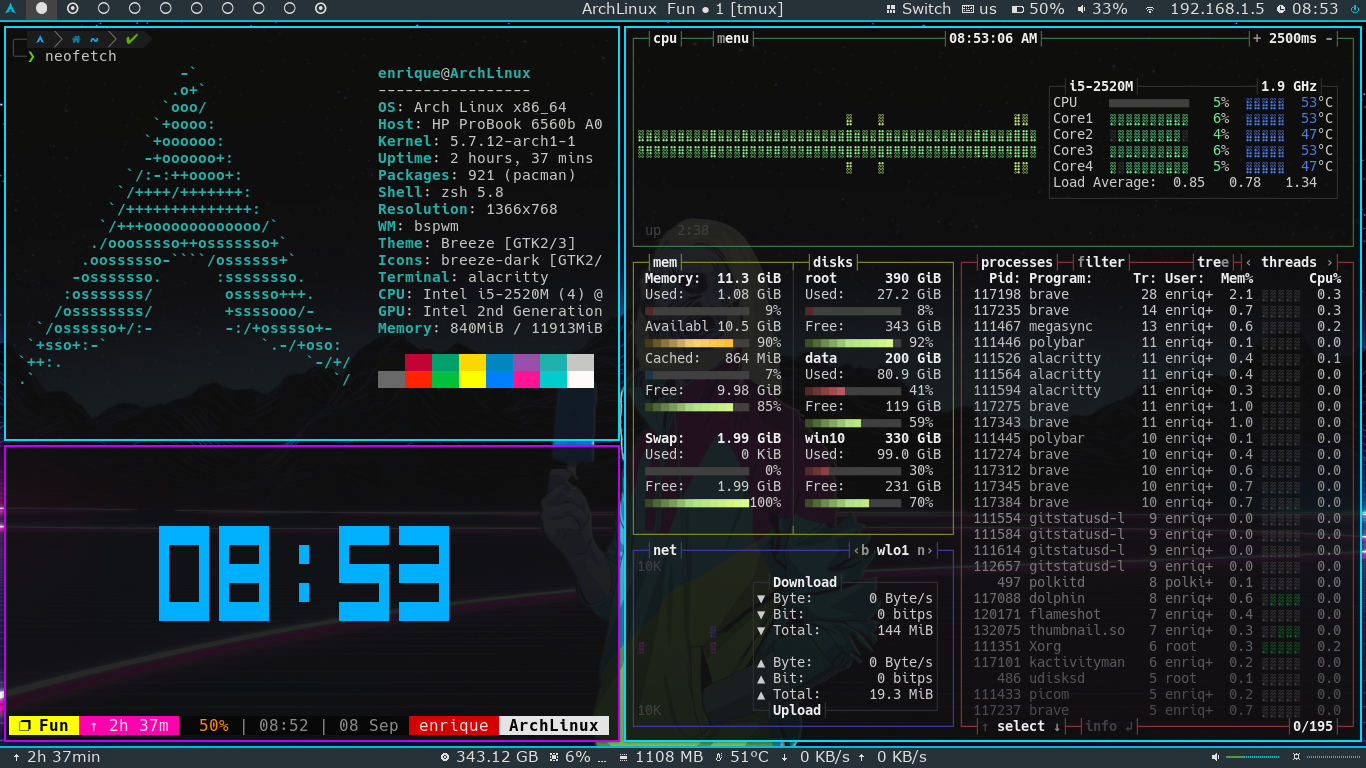 ArchLinux Fun ● 1 [tmux]
Switch us 50% 33% 192.168.1.5 08:53
~ ✔
❯ neofetch
enrique@ArchLinux
-----------------
OS: Arch Linux x86_64
Host: HP ProBook 6560b A0
Kernel: 5.7.12-arch1-1
Uptime: 2 hours, 37 mins
Packages: 921 (pacman)
Shell: zsh 5.8
Resolution: 1366x768
WM: bspwm
Theme: Breeze [GTK2/3]
Icons: breeze-dark [GTK2/
Terminal: alacritty
CPU: Intel i5-2520M (4) @
GPU: Intel 2nd Generation
Memory: 840MiB / 11913MiB
08:53
❐ Fun ↑ 2h 37m 50% | 08:52 | 08 Sep enrique ArchLinux
cpu menu 08:53:06 AM + 2500ms -
i5-2520M 1.9 GHz
CPU 5% 53°C
Core1 6% 53°C
Core2 4% 47°C
Core3 6% 53°C
Core4 5% 47°C
Load Average: 0.85 0.78 1.34
up 2:38
mem
Memory: 11.3 GiB
Used: 1.08 GiB
9%
Availabl 10.5 GiB
90%
Cached: 864 MiB
7%
Free: 9.98 GiB
85%
Swap: 1.99 GiB
Used: 0 KiB
0%
Free: 1.99 GiB
100%
disks
root 390 GiB
Used: 27.2 GiB
8%
Free: 343 GiB
92%
data 200 GiB
Used: 80.9 GiB
41%
Free: 119 GiB
59%
win10 330 GiB
Used: 99.0 GiB
30%
Free: 231 GiB
70%
net ‹b wlo1 n›
10K
Download
▼ Byte: 0 Byte/s
▼ Bit: 0 bitps
▼ Total: 144 MiB
▲ Byte: 0 Byte/s
▲ Bit: 0 bitps
▲ Total: 19.3 MiB
Upload
10K
processes filter tree ‹ threads ›
Pid: Program: Tr: User: Mem% Cpu%
117198 brave 28 enriq+ 2.1 0.3
117235 brave 14 enriq+ 0.7 0.3
111467 megasync 13 enriq+ 0.6 0.2
111446 polybar 11 enriq+ 0.1 0.0
111526 alacritty 11 enriq+ 0.4 0.1
111564 alacritty 11 enriq+ 0.4 0.0
111594 alacritty 11 enriq+ 0.3 0.0
117275 brave 11 enriq+ 1.0 0.0
117343 brave 11 enriq+ 1.0 0.0
111445 polybar 10 enriq+ 0.1 0.0
117274 brave 10 enriq+ 0.4 0.0
117312 brave 10 enriq+ 0.6 0.0
117345 brave 10 enriq+ 0.7 0.0
117384 brave 10 enriq+ 0.7 0.0
111554 gitstatusd-l 9 enriq+ 0.0 0.0
111584 gitstatusd-l 9 enriq+ 0.0 0.0
111614 gitstatusd-l 9 enriq+ 0.0 0.0
112657 gitstatusd-l 9 enriq+ 0.0 0.0
497 polkitd 8 polki+ 0.1 0.0
117088 dolphin 8 enriq+ 0.6 0.0
120171 flameshot 7 enriq+ 0.4 0.0
132075 thumbnail.so 7 enriq+ 0.3 0.0
111351 Xorg 6 root 0.3 0.2
117101 kactivityman 6 enriq+ 0.2 0.0
486 udisksd 5 root 0.1 0.0
111433 picom 5 enriq+ 0.2 0.0
117237 brave 5 enriq+ 0.7 0.0
↑ select ↓ info ↲ 0/195
↑ 2h 37min
343.12 GB 6% ... 1108 MB 51°C ↓ 0 KB/s ↑ 0 KB/s